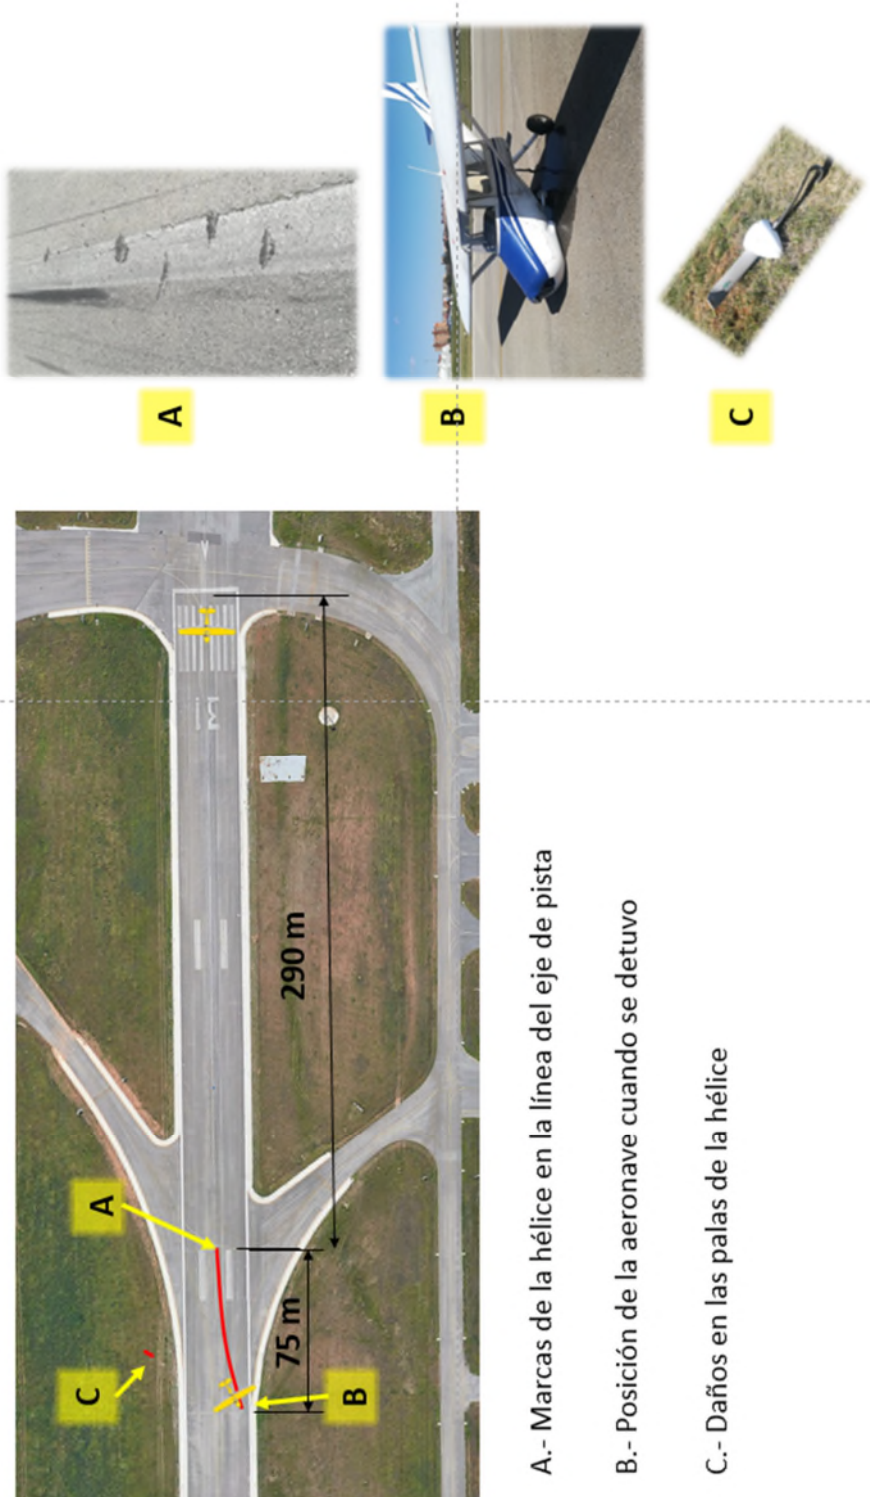 C
A
31
75 m
290 m
B
A
B
C
A.- Marcas de la hélice en la línea del eje de pista
B.- Posición de la aeronave cuando se detuvo
C.- Daños en las palas de la hélice